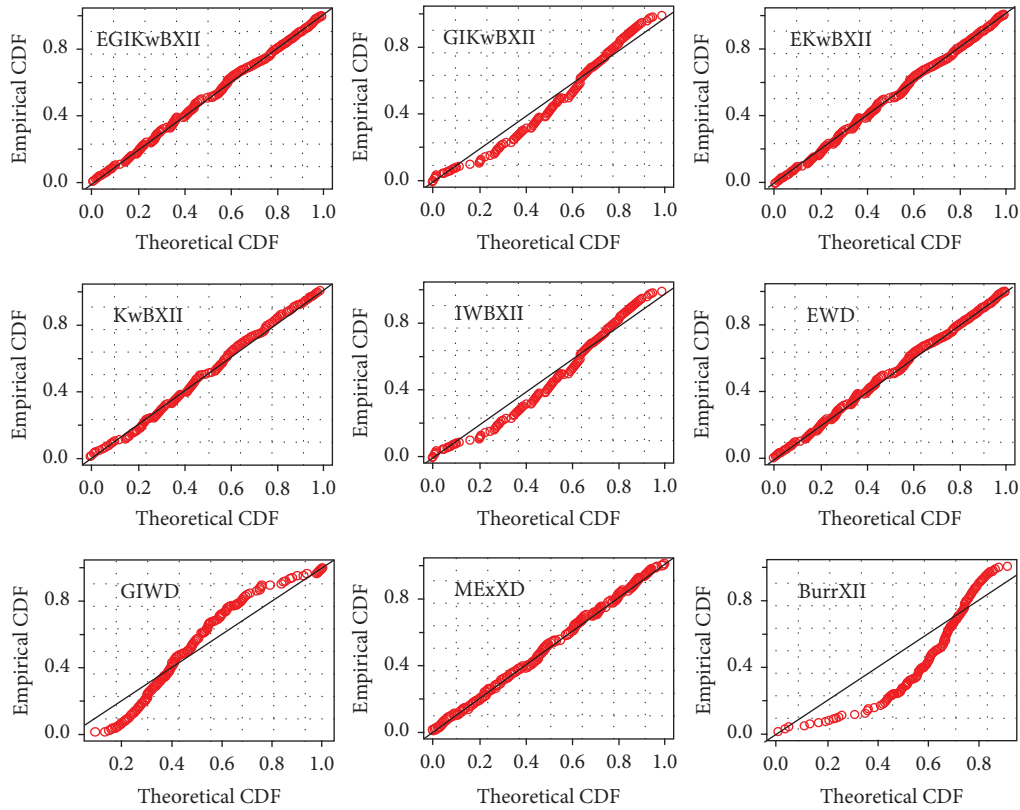 EGIKwBXII
Empirical CDF
0.8
0.4
0.0
0.0 0.2 0.4 0.6 0.8 1.0
Theoretical CDF
GIKwBXII
Empirical CDF
0.8
0.4
0.0
0.0 0.2 0.4 0.6 0.8 1.0
Theoretical CDF
EKwBXII
Empirical CDF
0.8
0.4
0.0
0.0 0.2 0.4 0.6 0.8 1.0
Theoretical CDF
KwBXII
Empirical CDF
0.8
0.4
0.0
0.0 0.2 0.4 0.6 0.8 1.0
Theoretical CDF
IWBXII
Empirical CDF
0.8
0.4
0.0
0.0 0.2 0.4 0.6 0.8 1.0
Theoretical CDF
EWD
Empirical CDF
0.8
0.4
0.0
0.0 0.2 0.4 0.6 0.8 1.0
Theoretical CDF
GIWD
Empirical CDF
0.8
0.4
0.0
0.2 0.4 0.6 0.8 1.0
Theoretical CDF
MExXD
Empirical CDF
0.8
0.4
0.0
0.0 0.2 0.4 0.6 0.8 1.0
Theoretical CDF
BurrXII
Empirical CDF
0.8
0.4
0.0
0.0 0.2 0.4 0.6 0.8
Theoretical CDF